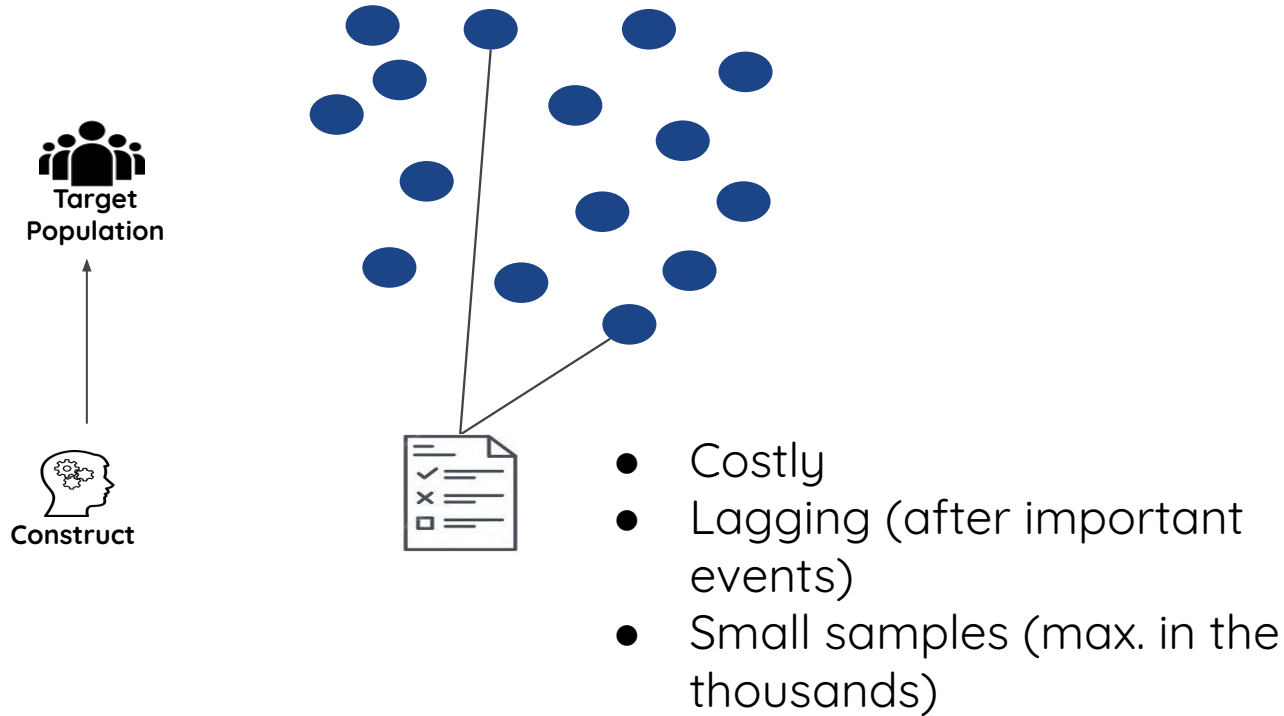 Target
Population
Construct
● Costly
● Lagging (after important
events)
● Small samples (max. in the
thousands)